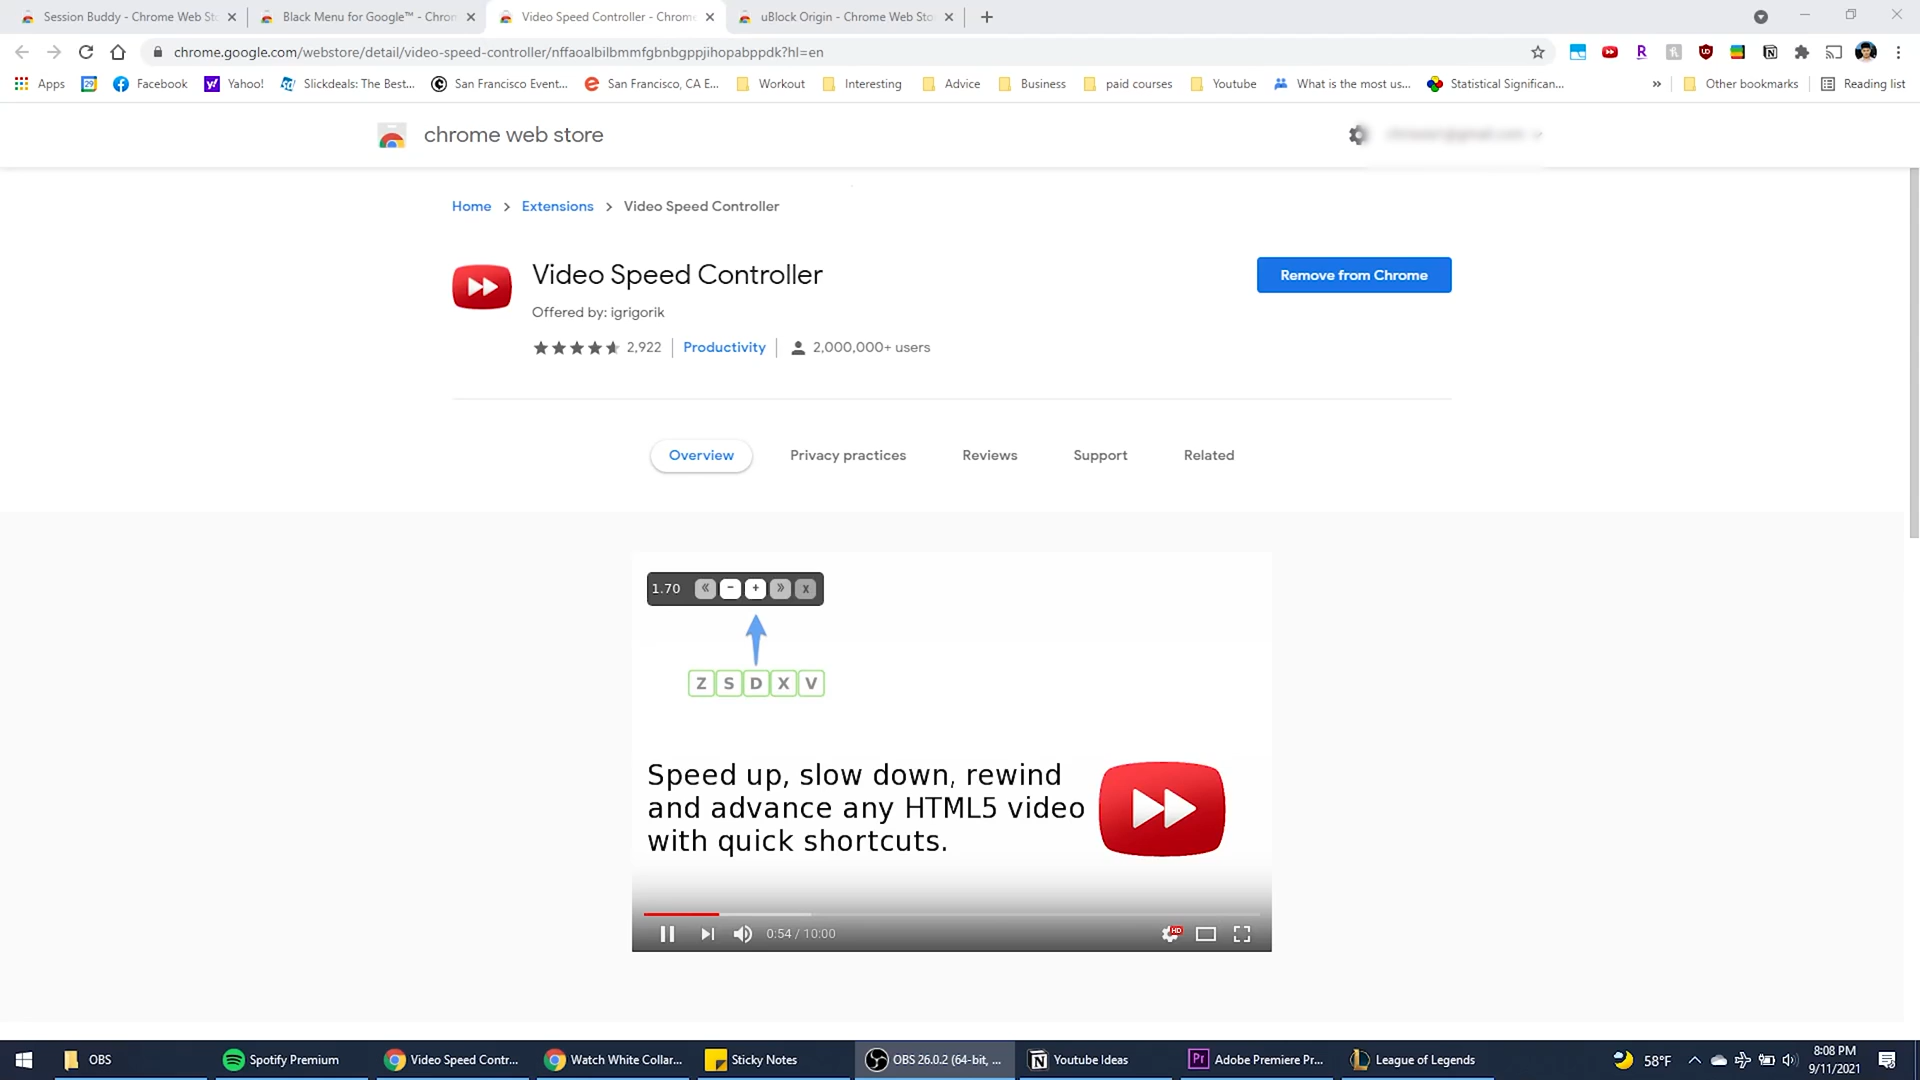 Session Buddy - Chrome Web Sto
Black Menu for Google™ - Chrom
Video Speed Controller - Chrome
uBlock Origin - Chrome Web Sto
chrome.google.com/webstore/detail/video-speed-controller/nffaoalbilbmmfgbnbgppjihopabppdk?hl=en
Apps
Facebook
Yahoo!
Slickdeals: The Best...
San Francisco Event...
San Francisco, CA E...
Workout
Interesting
Advice
Business
paid courses
Youtube
What is the most us...
Statistical Significan...
»
Other bookmarks
Reading list
chrome web store
Home > Extensions > Video Speed Controller
Video Speed Controller
Remove from Chrome
Offered by: igrigorik
2,922
Productivity
2,000,000+ users
Overview
Privacy practices
Reviews
Support
Related
1.70 « - + » x
Z S D X V
Speed up, slow down, rewind
and advance any HTML5 video
with quick shortcuts.
0:54 / 10:00
HD
OBS
Spotify Premium
Video Speed Contr...
Watch White Collar...
Sticky Notes
OBS 26.0.2 (64-bit, ...
Youtube Ideas
Adobe Premiere Pr...
League of Legends
58°F
8:08 PM
9/11/2021